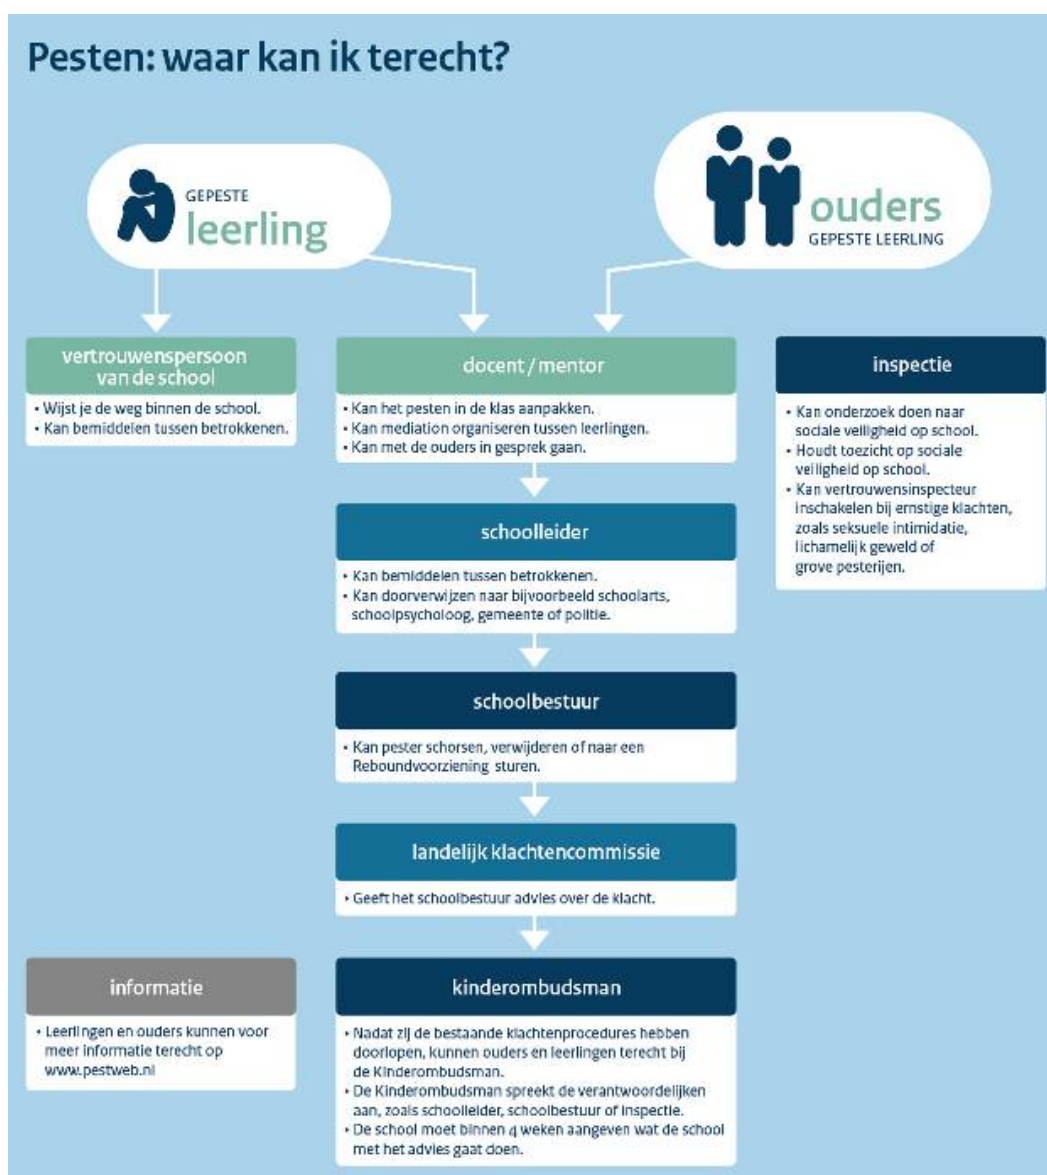 Pesten: waar kan ik terecht?
GEPESTE
leerling
ouders
GEPESTE LEERLING
vertrouwenspersoon
van de school
• Wijst je de weg binnen de school.
• Kan bemiddelen tussen betrokkenen.
docent / mentor
• Kan het pesten in de klas aanpakken.
• Kan mediation organiseren tussen leerlingen.
• Kan met de ouders in gesprek gaan.
inspectie
• Kan onderzoek doen naar
sociale veiligheid op school.
• Houdt toezicht op sociale
veiligheid op school.
• Kan vertrouwensinspecteur
inschakelen bij ernstige klachten,
zoals seksuele intimidatie,
lichamelijk geweld of
grove pesterijen.
schoolleider
• Kan bemiddelen tussen betrokkenen.
• Kan doorverwijzen naar bijvoorbeeld schoolarts,
schoolpsycholoog, gemeente of politie.
schoolbestuur
• Kan pester schorsen, verwijderen of naar een
Reboundvoorziening sturen.
landelijk klachtencommissie
• Geeft het schoolbestuur advies over de klacht.
informatie
• Leerlingen en ouders kunnen voor
meer informatie terecht op
www.pestweb.nl
kinderombudsman
• Nadat zij de bestaande klachtenprocedures hebben
doorlopen, kunnen ouders en leerlingen terecht bij
de Kinderombudsman.
• De Kinderombudsman spreekt de verantwoordelijken
aan, zoals schoolleider, schoolbestuur of inspectie.
• De school moet binnen 4 weken aangeven wat de school
met het advies gaat doen.